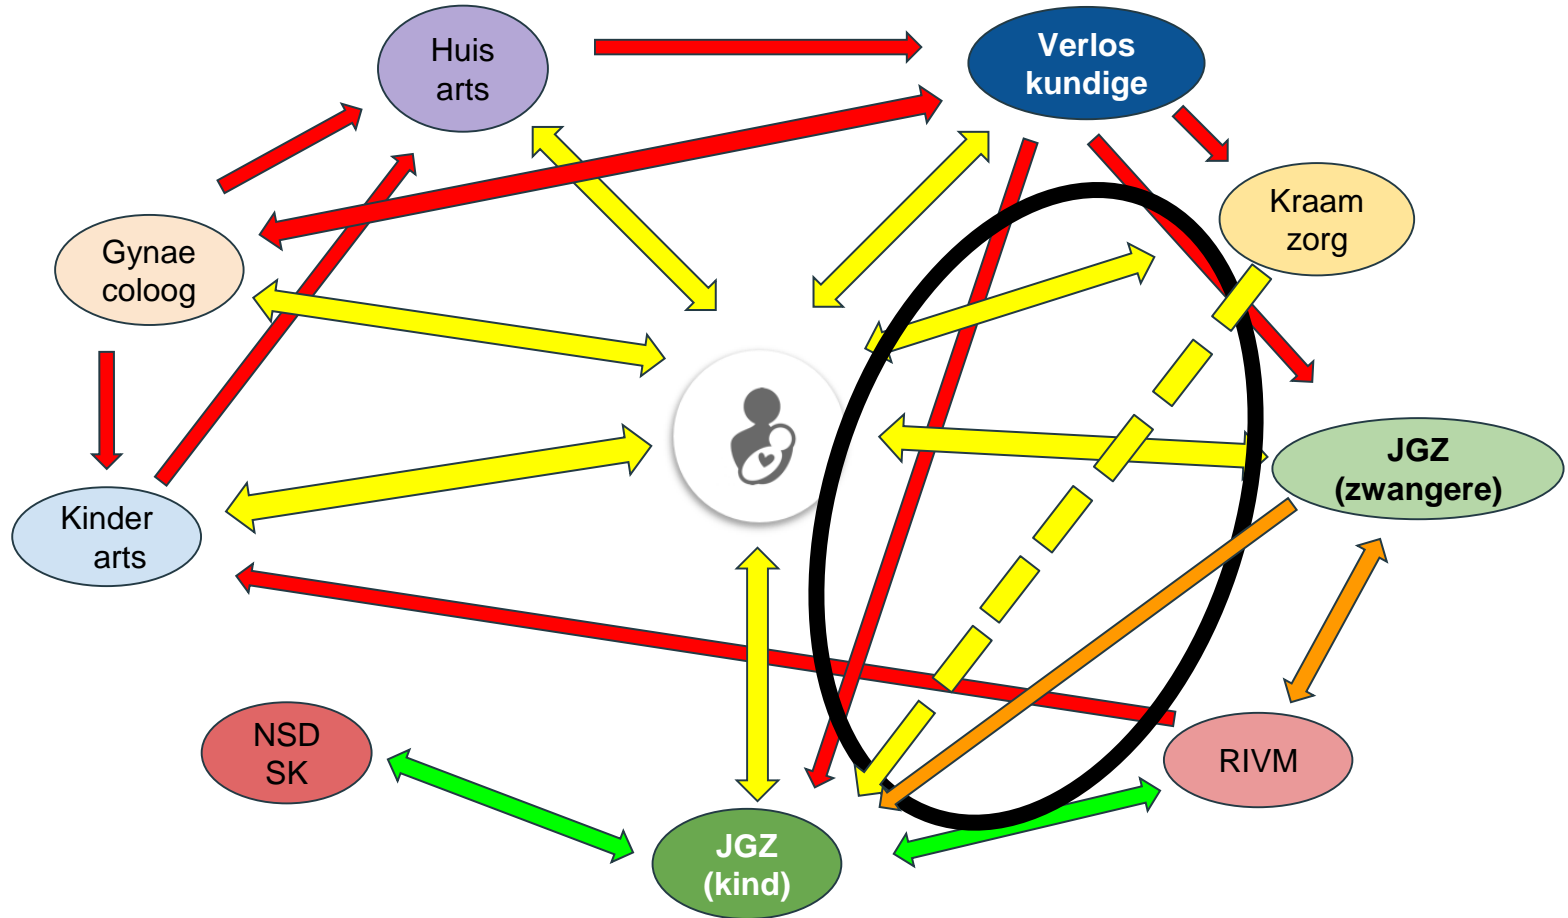 Huis
arts
Verlos
kundige
Kraam
zorg
Gynae
coloog
JGZ
(zwangere)
Kinder
arts
NSD
SK
RIVM
JGZ
(kind)